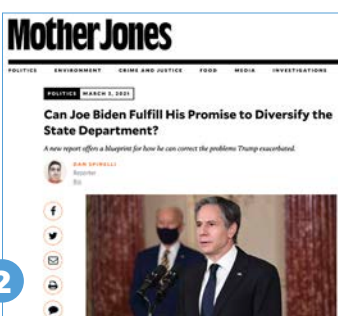 Mother Jones
POLITICS ENVIRONMENT CRIME AND JUSTICE FOOD MEDIA INVESTIGATIONS
POLITICS MARCH 3, 2021
Can Joe Biden Fulfill His Promise to Diversify the
State Department?
A new report offers a blueprint for how he can correct the problems Trump exacerbated.
DAN SPINELLI
Reporter
Bio
2